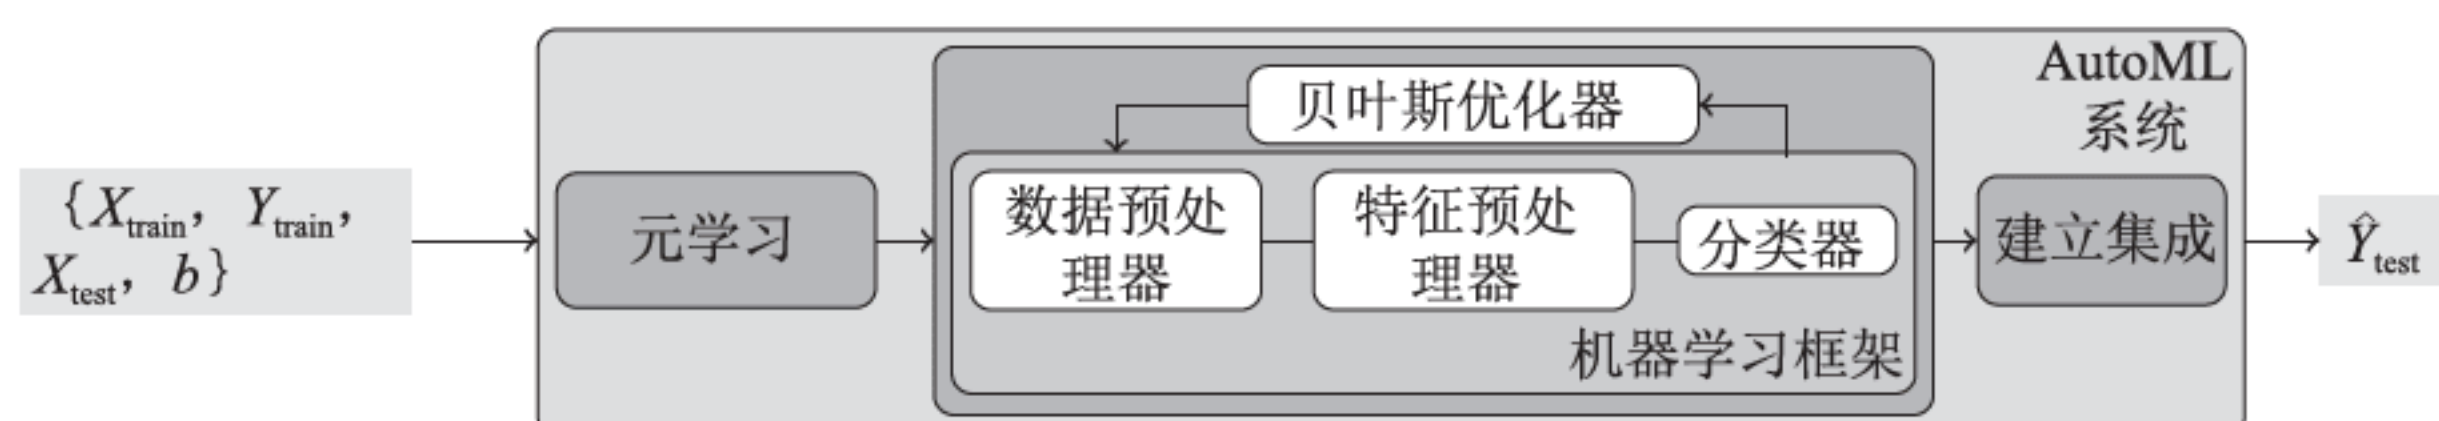 {Xtrain, Ytrain,
Xtest, b}
元学习
贝叶斯优化器
数据预处
理器
特征预处
理器
分类器
机器学习框架
AutoML
系统
建立集成
Ŷtest